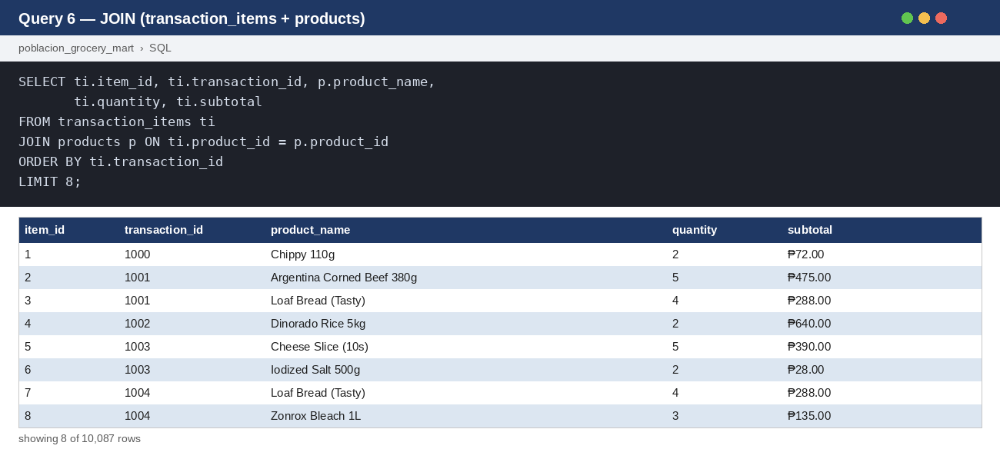 Query 6 — JOIN (transaction_items + products)
poblacion_grocery_mart › SQL
SELECT ti.item_id, ti.transaction_id, p.product_name,
       ti.quantity, ti.subtotal
FROM transaction_items ti
JOIN products p ON ti.product_id = p.product_id
ORDER BY ti.transaction_id
LIMIT 8;
item_id transaction_id product_name quantity subtotal
1 1000 Chippy 110g 2 ₱72.00
2 1001 Argentina Corned Beef 380g 5 ₱475.00
3 1001 Loaf Bread (Tasty) 4 ₱288.00
4 1002 Dinorado Rice 5kg 2 ₱640.00
5 1003 Cheese Slice (10s) 5 ₱390.00
6 1003 Iodized Salt 500g 2 ₱28.00
7 1004 Loaf Bread (Tasty) 4 ₱288.00
8 1004 Zonrox Bleach 1L 3 ₱135.00
showing 8 of 10,087 rows